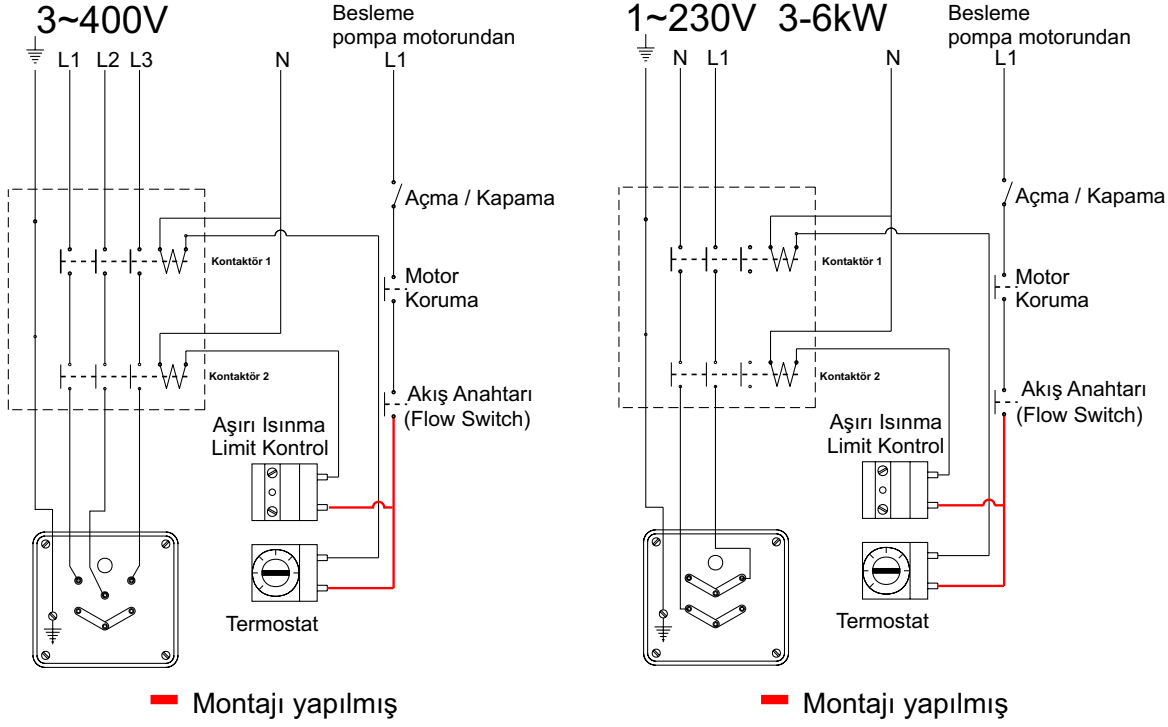 3~400V
Besleme
pompa motorundan
L1 L2 L3 N L1
Açma / Kapama
Kontaktör 1
Motor
Koruma
Kontaktör 2
Akış Anahtarı
(Flow Switch)
Aşırı Isınma
Limit Kontrol
Termostat
Montajı yapılmış
1~230V 3-6kW
Besleme
pompa motorundan
N L1 N L1
Açma / Kapama
Kontaktör 1
Motor
Koruma
Kontaktör 2
Akış Anahtarı
(Flow Switch)
Aşırı Isınma
Limit Kontrol
Termostat
Montajı yapılmış